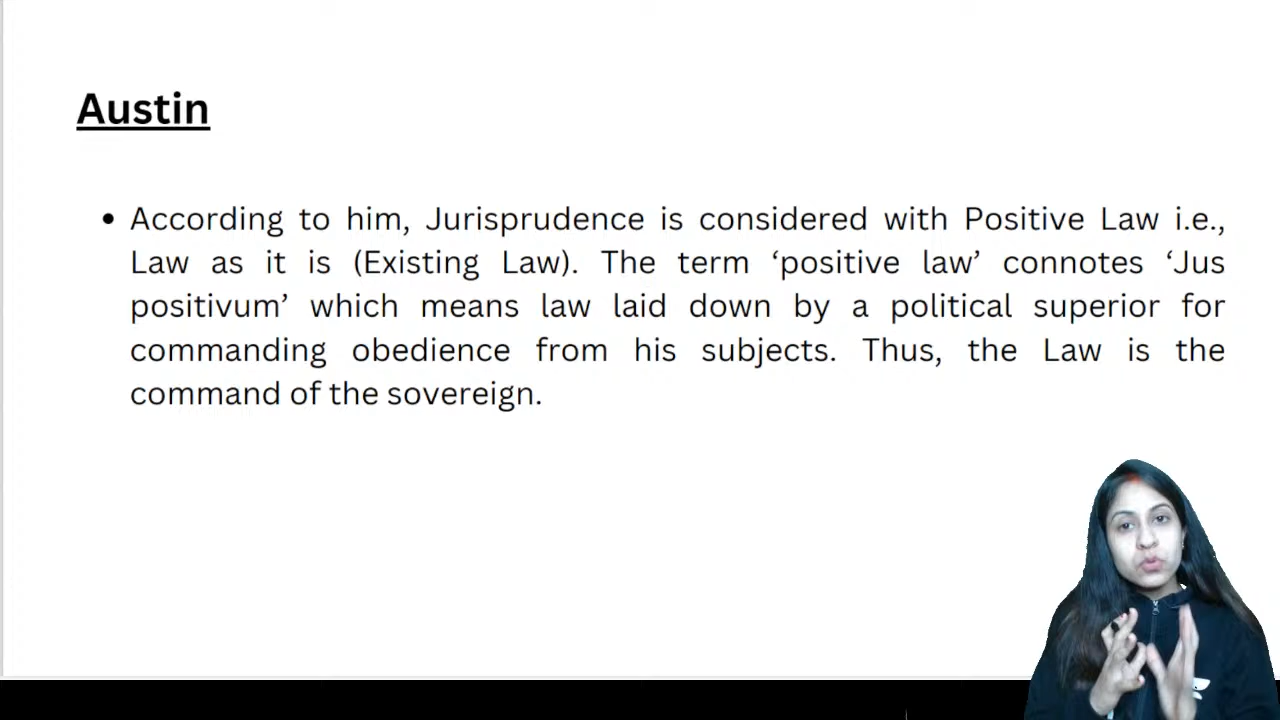 Austin
• According to him, Jurisprudence is considered with Positive Law i.e.,
Law as it is (Existing Law). The term ‘positive law’ connotes ‘Jus
positivum’ which means law laid down by a political superior for
commanding obedience from his subjects. Thus, the Law is the
command of the sovereign.